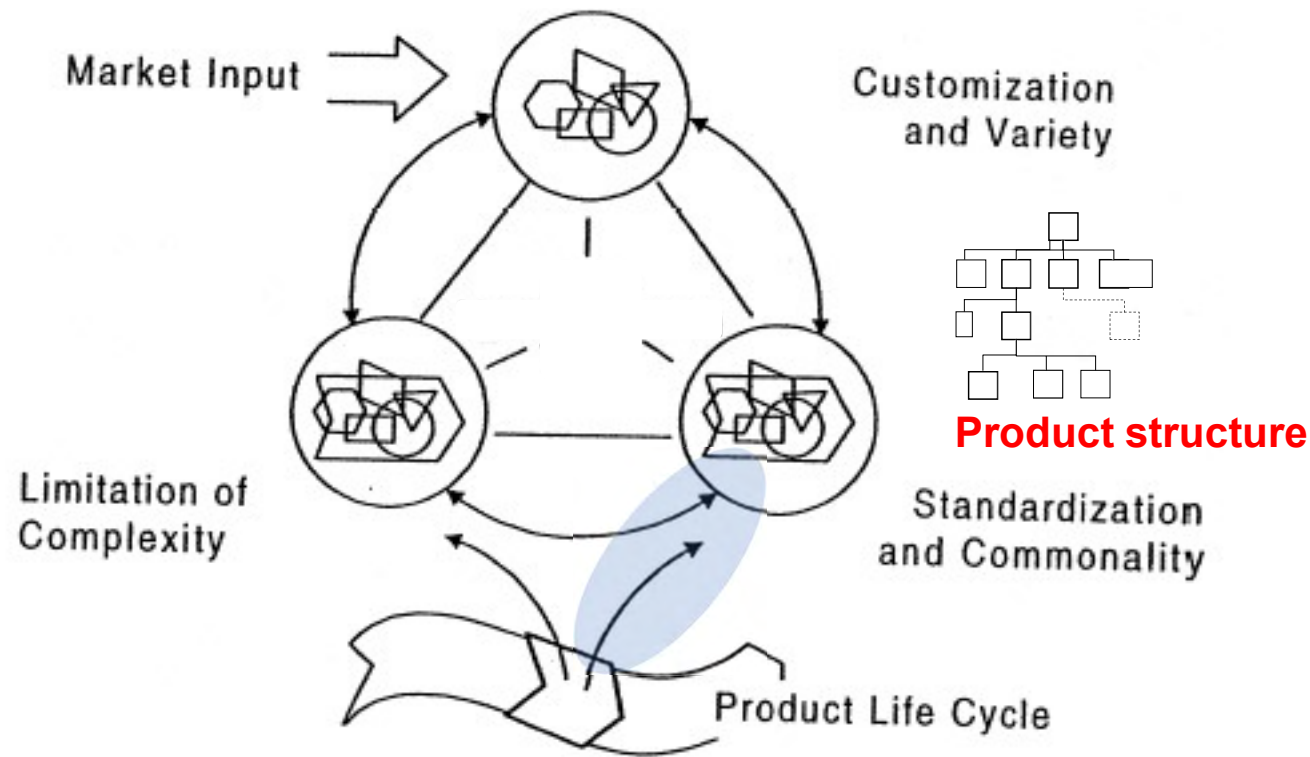 Market Input
Customization
and Variety
Product structure
Limitation of
Complexity
Standardization
and Commonality
Product Life Cycle